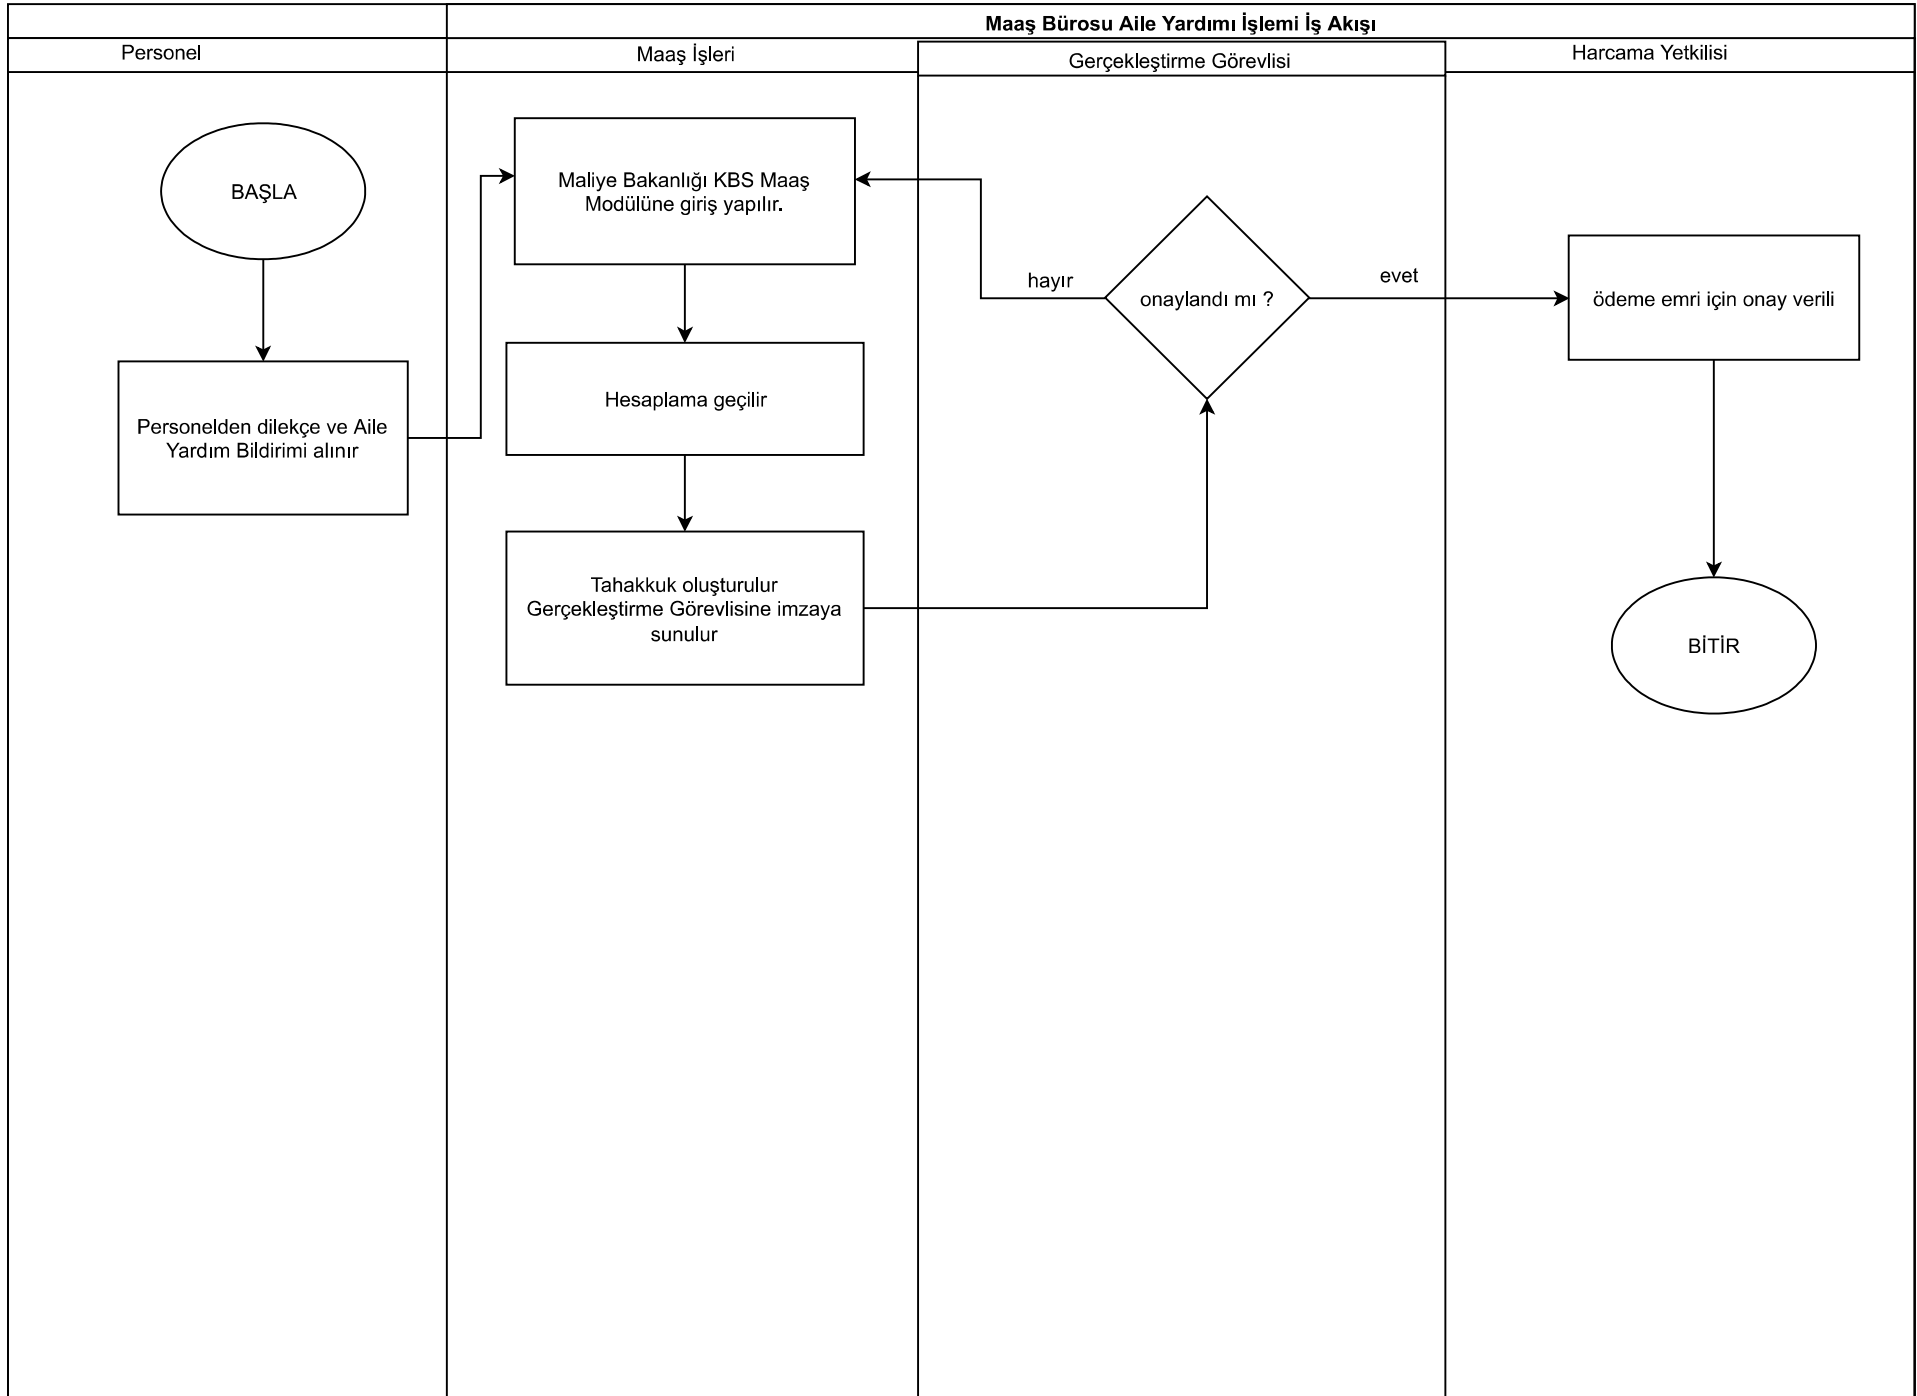 Maaş Bürosu Aile Yardımı İşlemi İş Akışı
Personel
Maaş İşleri
Gerçekleştirme Görevlisi
Harcama Yetkilisi
BAŞLA
Personelden dilekçe ve Aile
Yardım Bildirimi alınır
Maliye Bakanlığı KBS Maaş
Modülüne giriş yapılır.
Hesaplama geçilir
Tahakkuk oluşturulur
Gerçekleştirme Görevlisine imzaya
sunulur
onaylandı mı ?
hayır
evet
ödeme emri için onay verili
BİTİR